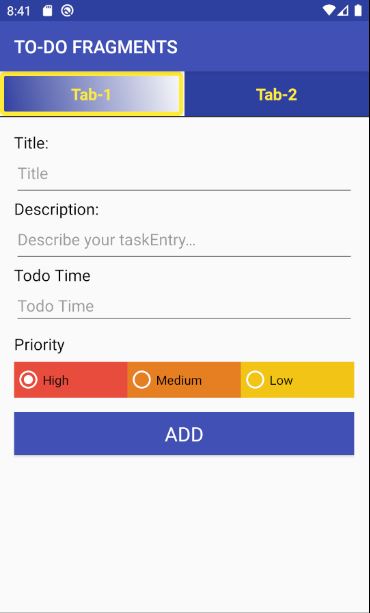 8:41
TO-DO FRAGMENTS
Tab-1 Tab-2
Title:
Title
Description:
Describe your taskEntry...
Todo Time
Todo Time
Priority
High Medium Low
ADD